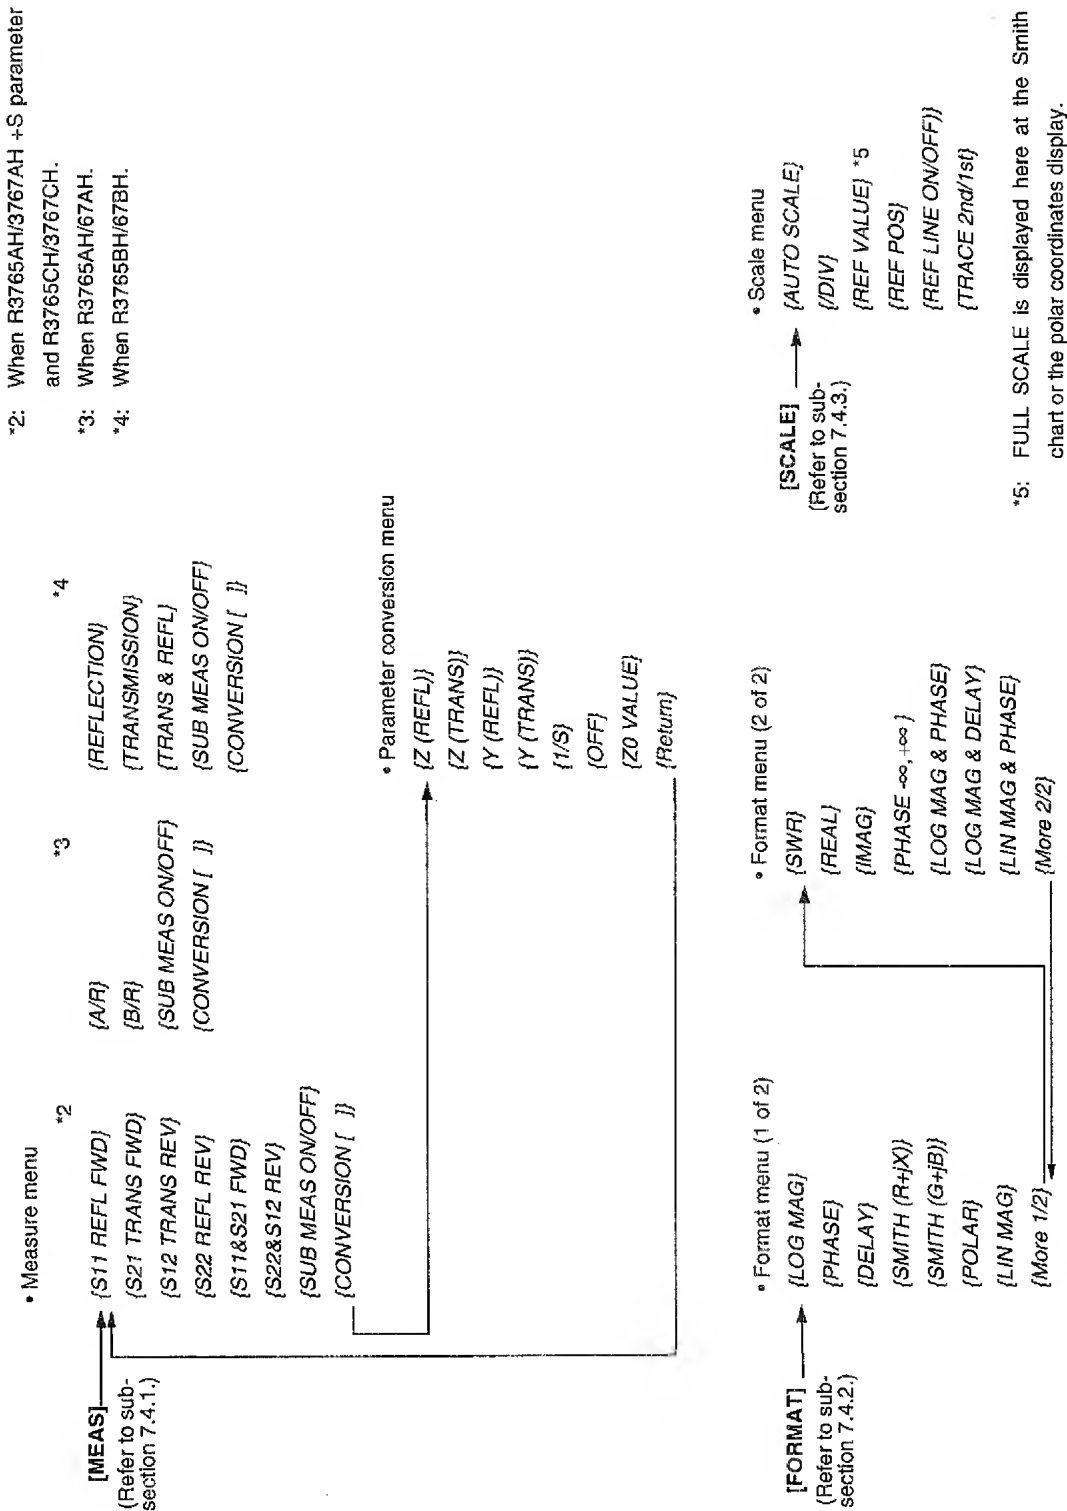 • Measure menu
*2
[MEAS]
(Refer to sub-
section 7.4.1.)
{S11 REFL FWD}
{S21 TRANS FWD}
{S12 TRANS REV}
{S22 REFL REV}
{S11&S21 FWD}
{S22&S12 REV}
{SUB MEAS ON/OFF}
{CONVERSION [ ]}
*3
{A/R}
{B/R}
{SUB MEAS ON/OFF}
{CONVERSION [ ]}
*4
{REFLECTION}
{TRANSMISSION}
{TRANS & REFL}
{SUB MEAS ON/OFF}
{CONVERSION [ ]}
*2: When R3765AH/3767AH +S parameter
and R3765CH/3767CH.
*3: When R3765AH/67AH.
*4: When R3765BH/67BH.
• Parameter conversion menu
{Z (REFL)}
{Z (TRANS)}
{Y (REFL)}
{Y (TRANS)}
{1/S}
{OFF}
{Z0 VALUE}
{Return}
[FORMAT]
(Refer to sub-
section 7.4.2.)
• Format menu (1 of 2)
{LOG MAG}
{PHASE}
{DELAY}
{SMITH (R+jX)}
{SMITH (G+jB)}
{POLAR}
{LIN MAG}
{More 1/2}
• Format menu (2 of 2)
{SWR}
{REAL}
{IMAG}
{PHASE -∞,+∞}
{LOG MAG & PHASE}
{LOG MAG & DELAY}
{LIN MAG & PHASE}
{More 2/2}
[SCALE]
(Refer to sub-
section 7.4.3.)
• Scale menu
{AUTO SCALE}
{/DIV}
{REF VALUE} *5
{REF POS}
{REF LINE ON/OFF)}
{TRACE 2nd/1st}
*5: FULL SCALE is displayed here at the Smith
chart or the polar coordinates display.